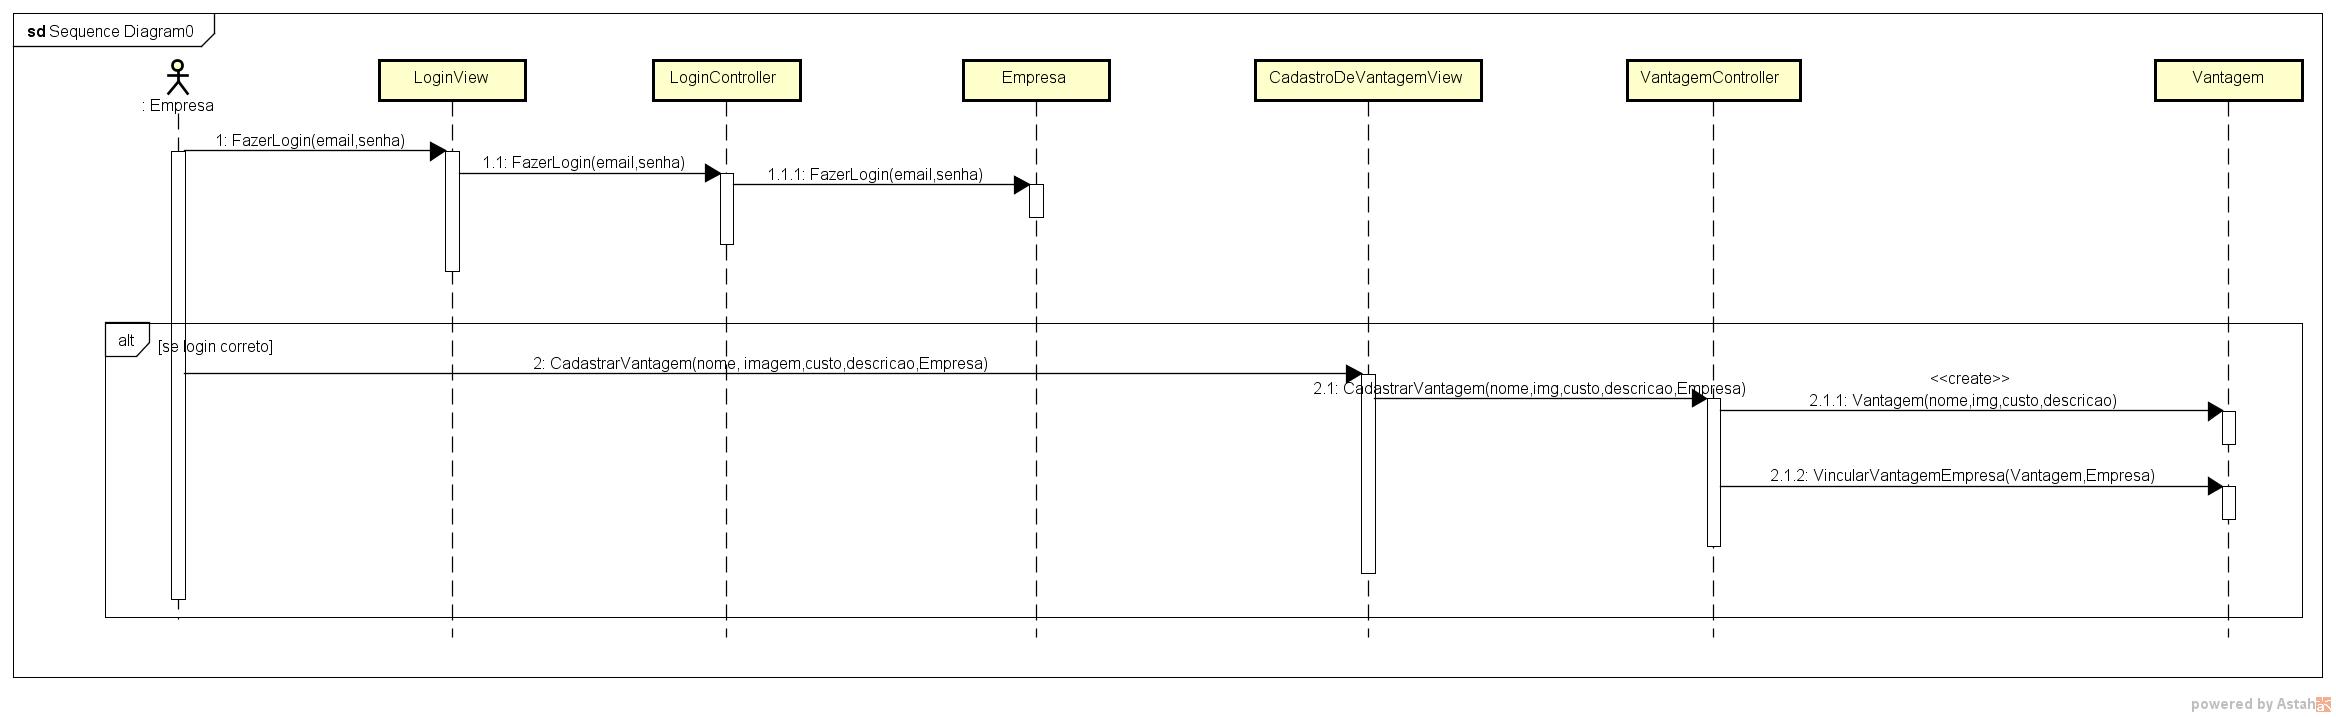 sd Sequence Diagram0
: Empresa
LoginView
LoginController
Empresa
CadastroDeVantagemView
VantagemController
Vantagem
1: FazerLogin(email,senha)
1.1: FazerLogin(email,senha)
1.1.1: FazerLogin(email,senha)
alt
[se login correto]
2: CadastrarVantagem(nome, imagem,custo,descricao,Empresa)
2.1: CadastrarVantagem(nome,img,custo,descricao,Empresa)
<<create>>
2.1.1: Vantagem(nome,img,custo,descricao)
2.1.2: VincularVantagemEmpresa(Vantagem,Empresa)
powered by Astah